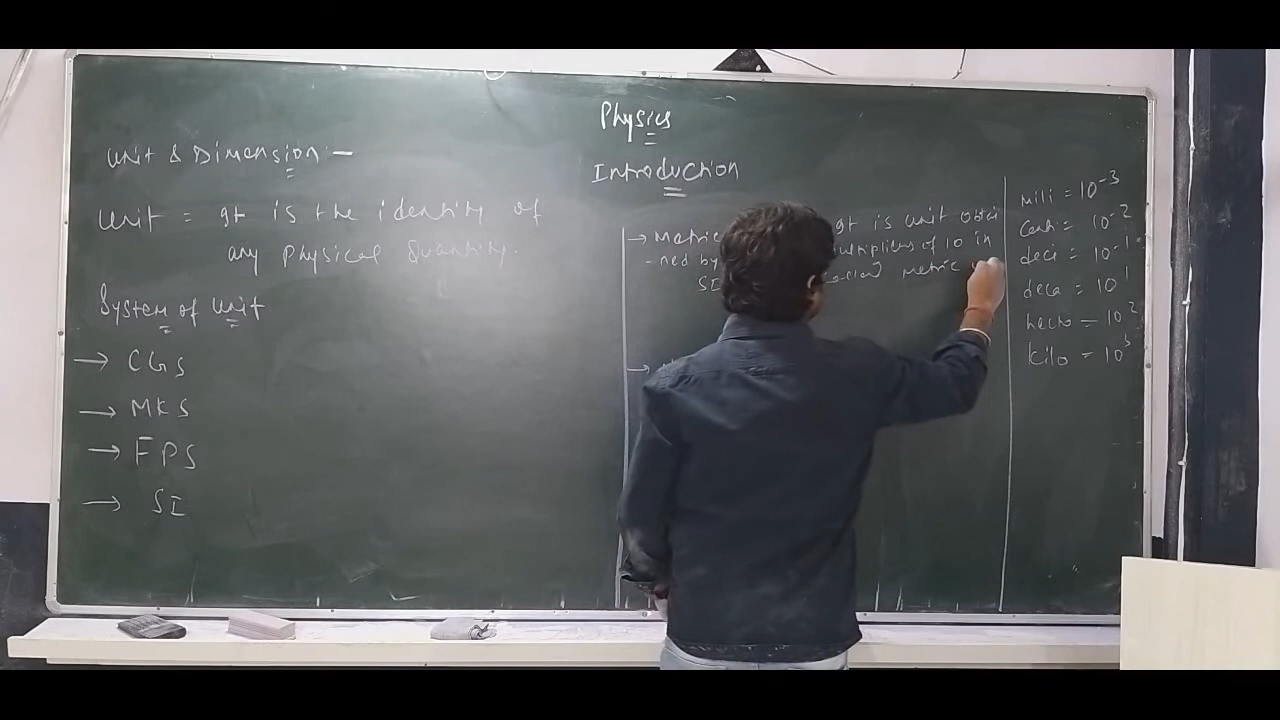 Physics
Introduction
Unit & Dimension :-
Unit = It is the identity of
any Physical Quantity.
System of Unit
→ CGS
→ MKS
→ FPS
→ SI
→ Metric It is unit obtai
-ned by multipliers of 10 in
SI metric
→
mili = 10⁻³
centi = 10⁻²
deci = 10⁻¹
deca = 10¹
hecto = 10²
kilo = 10³